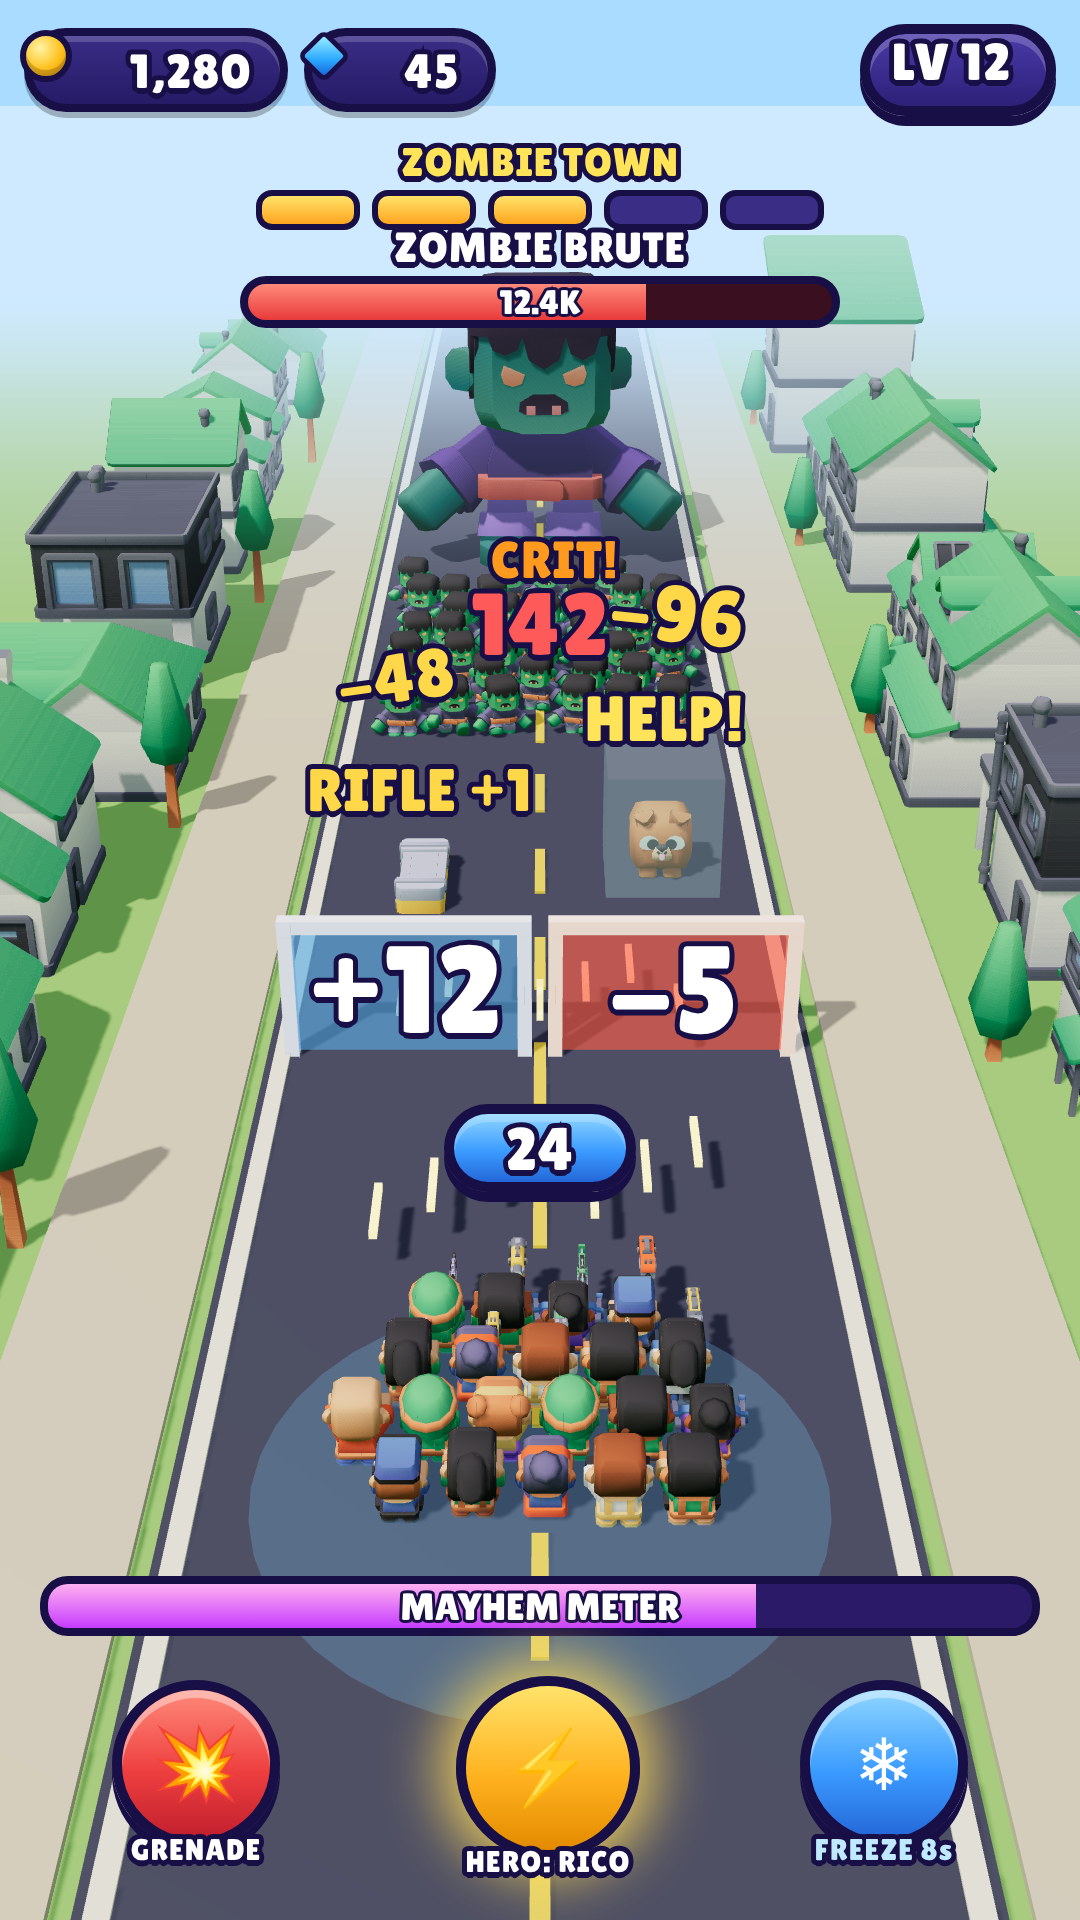 1,280
45
LV 12
ZOMBIE TOWN
ZOMBIE BRUTE
12.4K
CRIT!
142
-96
-48
HELP!
RIFLE +1
+12
-5
24
MAYHEM METER
GRENADE
HERO: RICO
FREEZE 8s